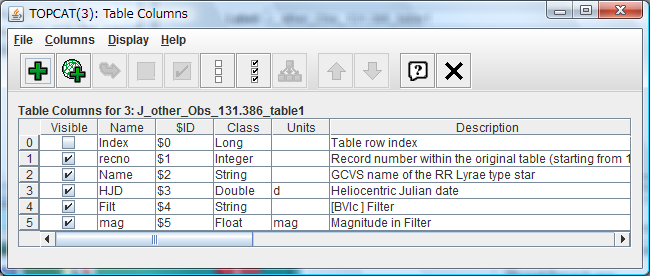 TOPCAT(3): Table Columns
File Columns Display Help
Table Columns for 3: J_other_Obs_131.386_table1
Visible Name $ID Class Units Description
0 Index $0 Long Table row index
1 recno $1 Integer Record number within the original table (starting from 1
2 Name $2 String GCVS name of the RR Lyrae type star
3 HJD $3 Double d Heliocentric Julian date
4 Filt $4 String [BVIc ] Filter
5 mag $5 Float mag Magnitude in Filter